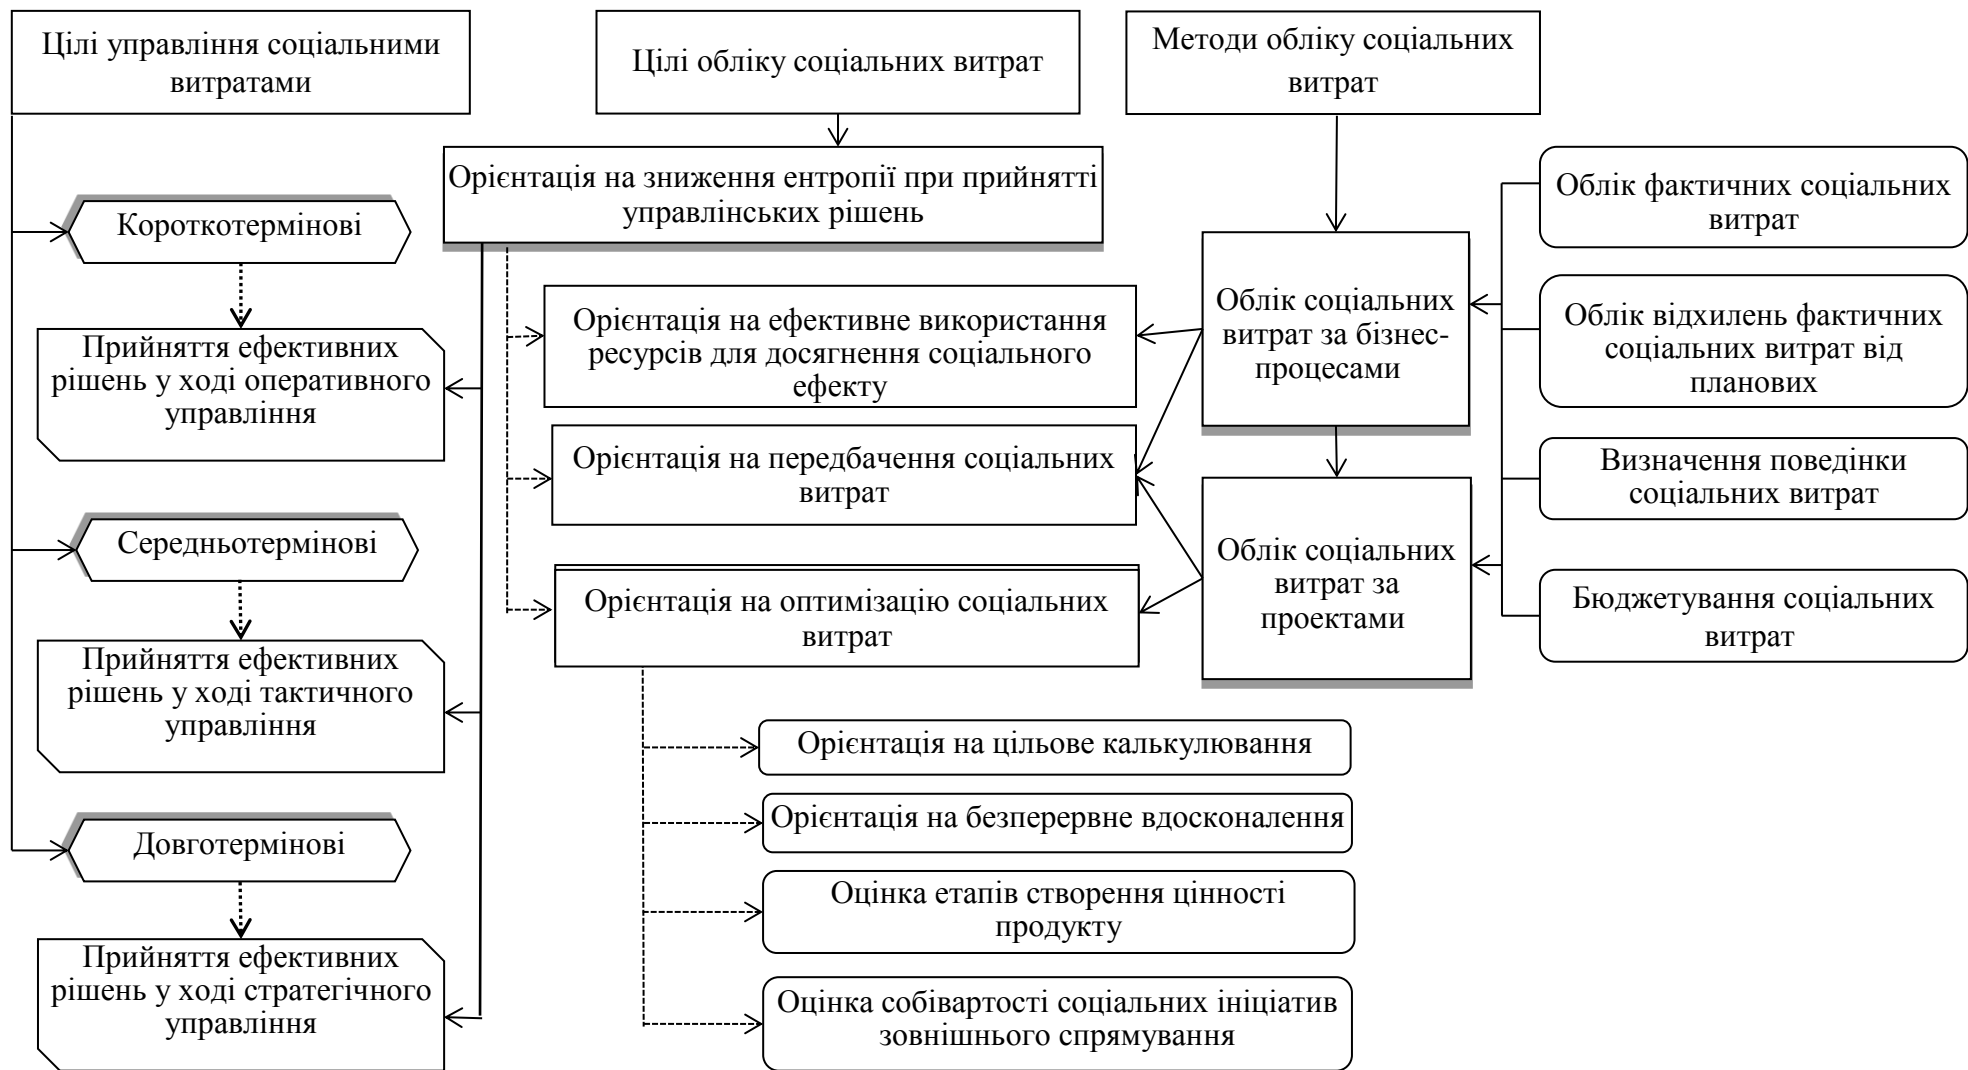 Цілі управління соціальними
витратами
Цілі обліку соціальних витрат
Методи обліку соціальних
витрат
Короткотермінові
Прийняття ефективних
рішень у ході оперативного
управління
Середньотермінові
Прийняття ефективних
рішень у ході тактичного
управління
Довготермінові
Прийняття ефективних
рішень у ході стратегічного
управління
Орієнтація на зниження ентропії при прийнятті
управлінських рішень
Орієнтація на ефективне використання
ресурсів для досягнення соціального
ефекту
Орієнтація на передбачення соціальних
витрат
Орієнтація на оптимізацію соціальних
витрат
Орієнтація на цільове калькулювання
Орієнтація на безперервне вдосконалення
Оцінка етапів створення цінності
продукту
Оцінка собівартості соціальних ініціатив
зовнішнього спрямування
Облік соціальних
витрат за бізнес-
процесами
Облік соціальних
витрат за
проектами
Облік фактичних соціальних
витрат
Облік відхилень фактичних
соціальних витрат від
планових
Визначення поведінки
соціальних витрат
Бюджетування соціальних
витрат